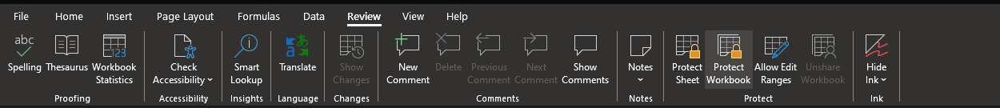 File Home Insert Page Layout Formulas Data Review View Help
abc
123
a あ
Spelling Thesaurus Workbook Statistics
Check Accessibility
Smart Lookup
Translate
Show Changes
New Comment Delete Previous Comment Next Comment Show Comments
Notes
Protect Sheet Protect Workbook Allow Edit Ranges Unshare Workbook
Hide Ink
Proofing Accessibility Insights Language Changes Comments Notes Protect Ink